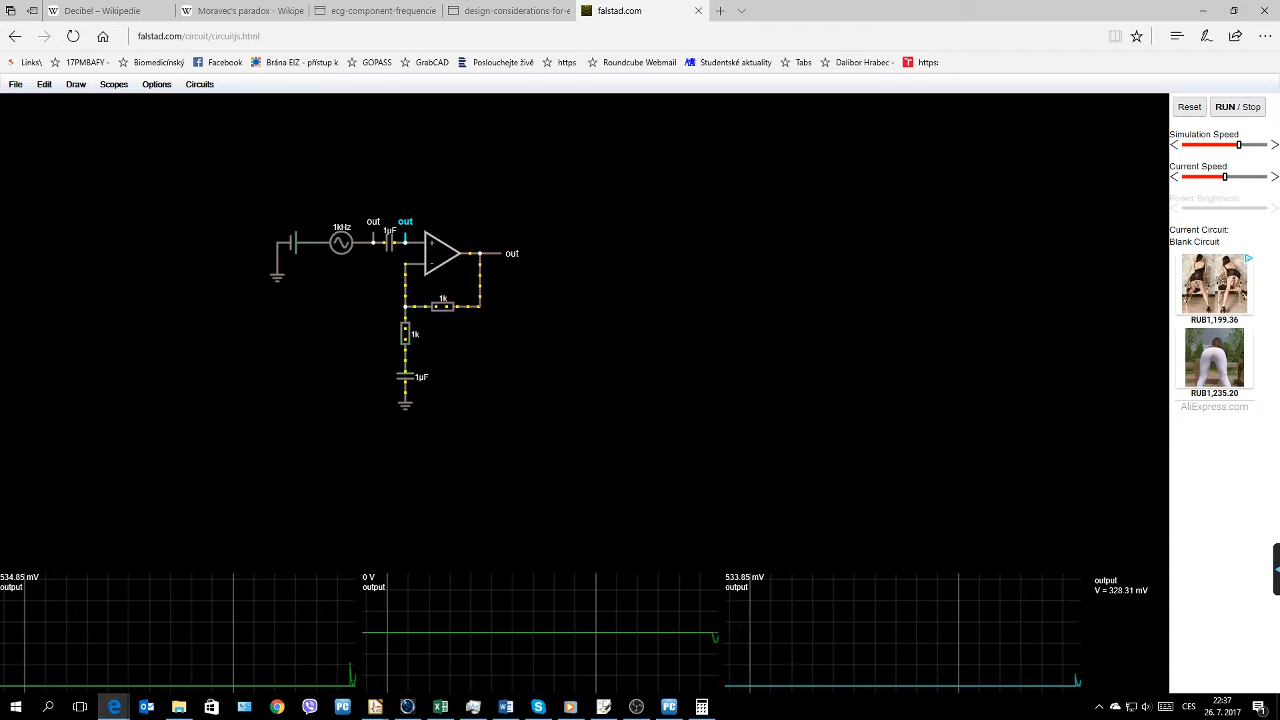 Decibel – Wikipedie
Moravec's paradox - Wikipe
ecg-component-frequencie
design-considerations-for-e
falstad.com
falstad.com/circuit/circuitjs.html
Links\
17PMBAFY -
Biomedicínský
Facebook
Brána EIZ - přístup k
GOPASS
GrabCAD
Poslouchejte živě
https
Roundcube Webmail
Studentské aktuality
Tabs
Dalibor Hrabec -
https:
File
Edit
Draw
Scopes
Options
Circuits
Reset
RUN / Stop
Simulation Speed
Current Speed
Power Brightness
Current Circuit:
Blank Circuit
RUB1,199.36
RUB1,235.20
AliExpress.com
1kHz
out
1µF
out
+
-
out
1k
1k
1µF
534.85 mV
output
0 V
output
533.85 mV
output
output
V = 328.31 mV
CES
22:37
26. 7. 2017